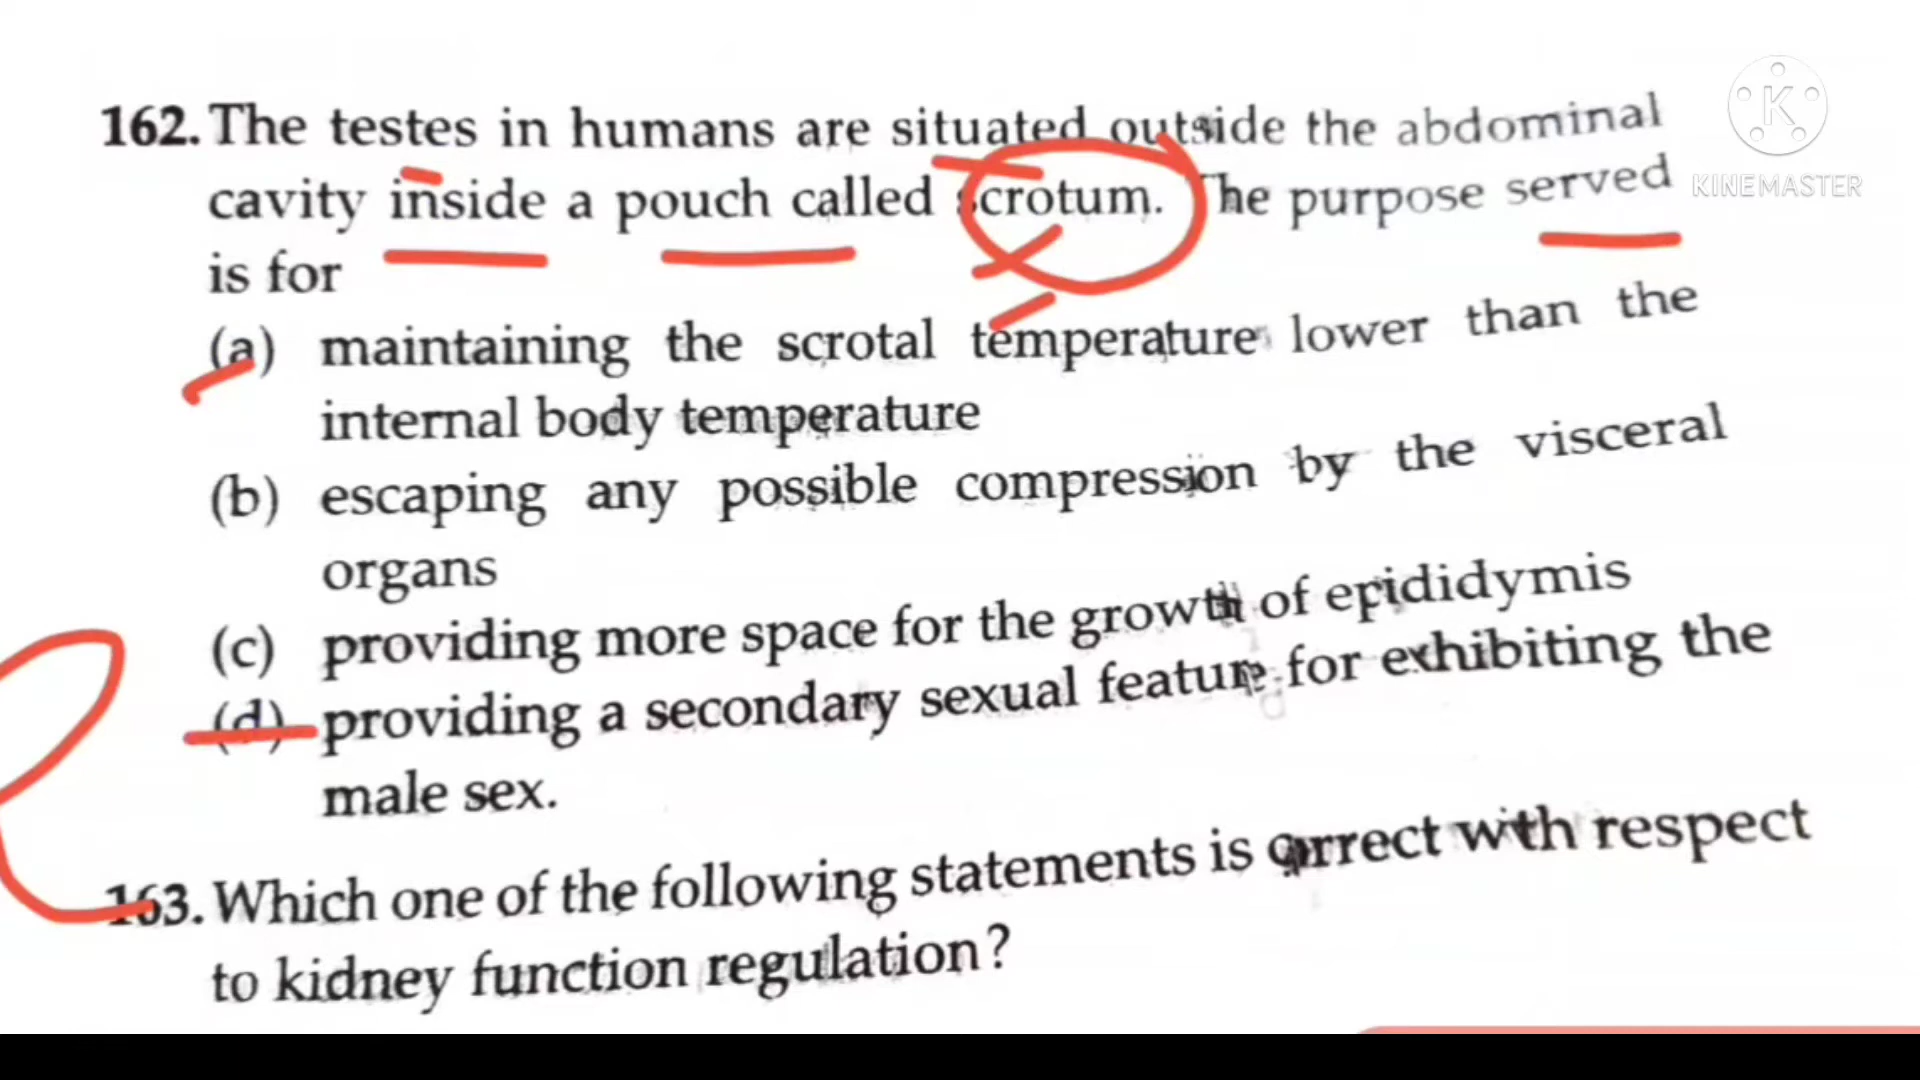 162. The testes in humans are situated outside the abdominal
cavity inside a pouch called scrotum. The purpose served
is for
(a) maintaining the scrotal temperature lower than the
internal body temperature
(b) escaping any possible compression by the visceral
organs
(c) providing more space for the growth of epididymis
(d) providing a secondary sexual feature for exhibiting the
male sex.
163. Which one of the following statements is correct with respect
to kidney function regulation?
K
KINEMASTER